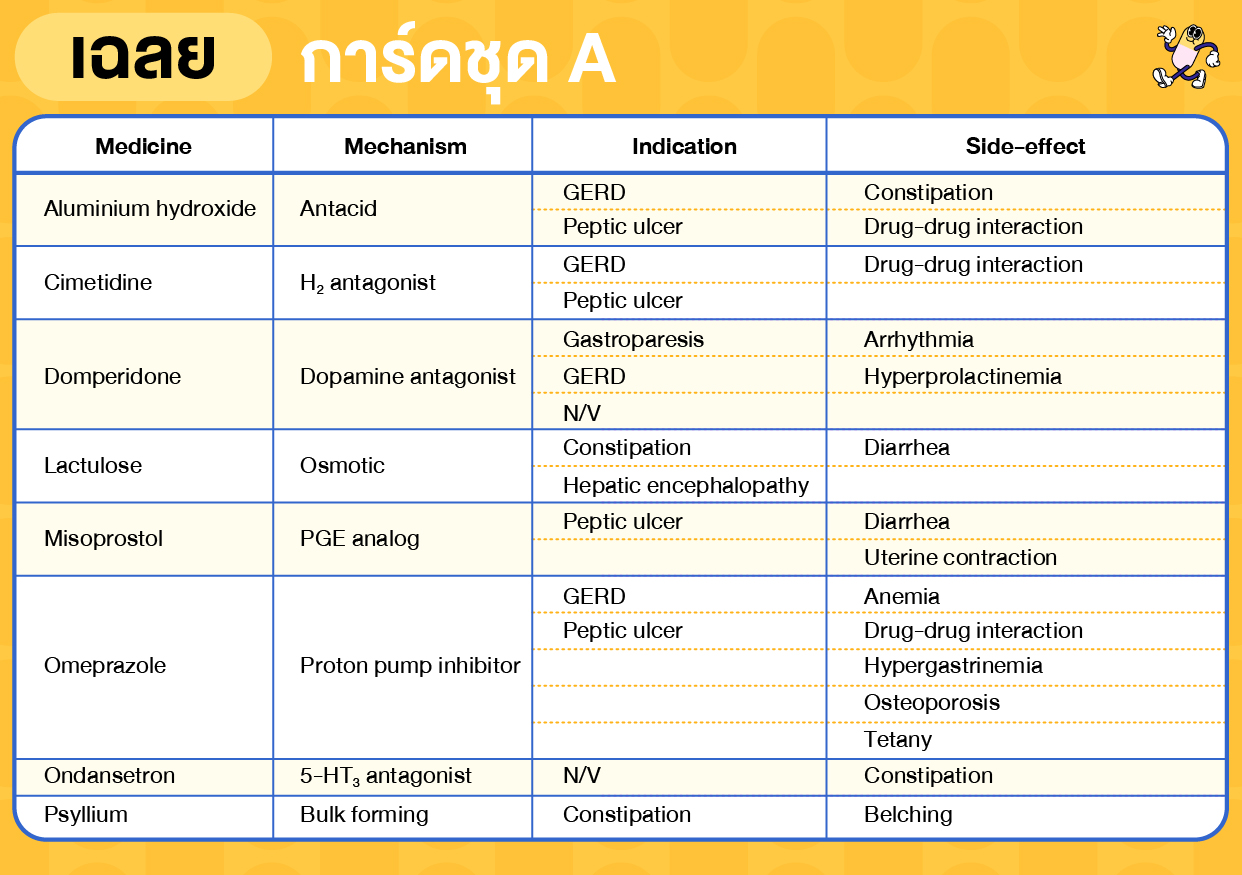 เฉลย การ์ดชุด A
Medicine Mechanism Indication Side-effect
Aluminium hydroxide Antacid GERD Constipation
Peptic ulcer Drug-drug interaction
Cimetidine H₂ antagonist GERD Drug-drug interaction
Peptic ulcer
Domperidone Dopamine antagonist Gastroparesis Arrhythmia
GERD Hyperprolactinemia
N/V
Lactulose Osmotic Constipation Diarrhea
Hepatic encephalopathy
Misoprostol PGE analog Peptic ulcer Diarrhea
Uterine contraction
Omeprazole Proton pump inhibitor GERD Anemia
Peptic ulcer Drug-drug interaction
Hypergastrinemia
Osteoporosis
Tetany
Ondansetron 5-HT₃ antagonist N/V Constipation
Psyllium Bulk forming Constipation Belching